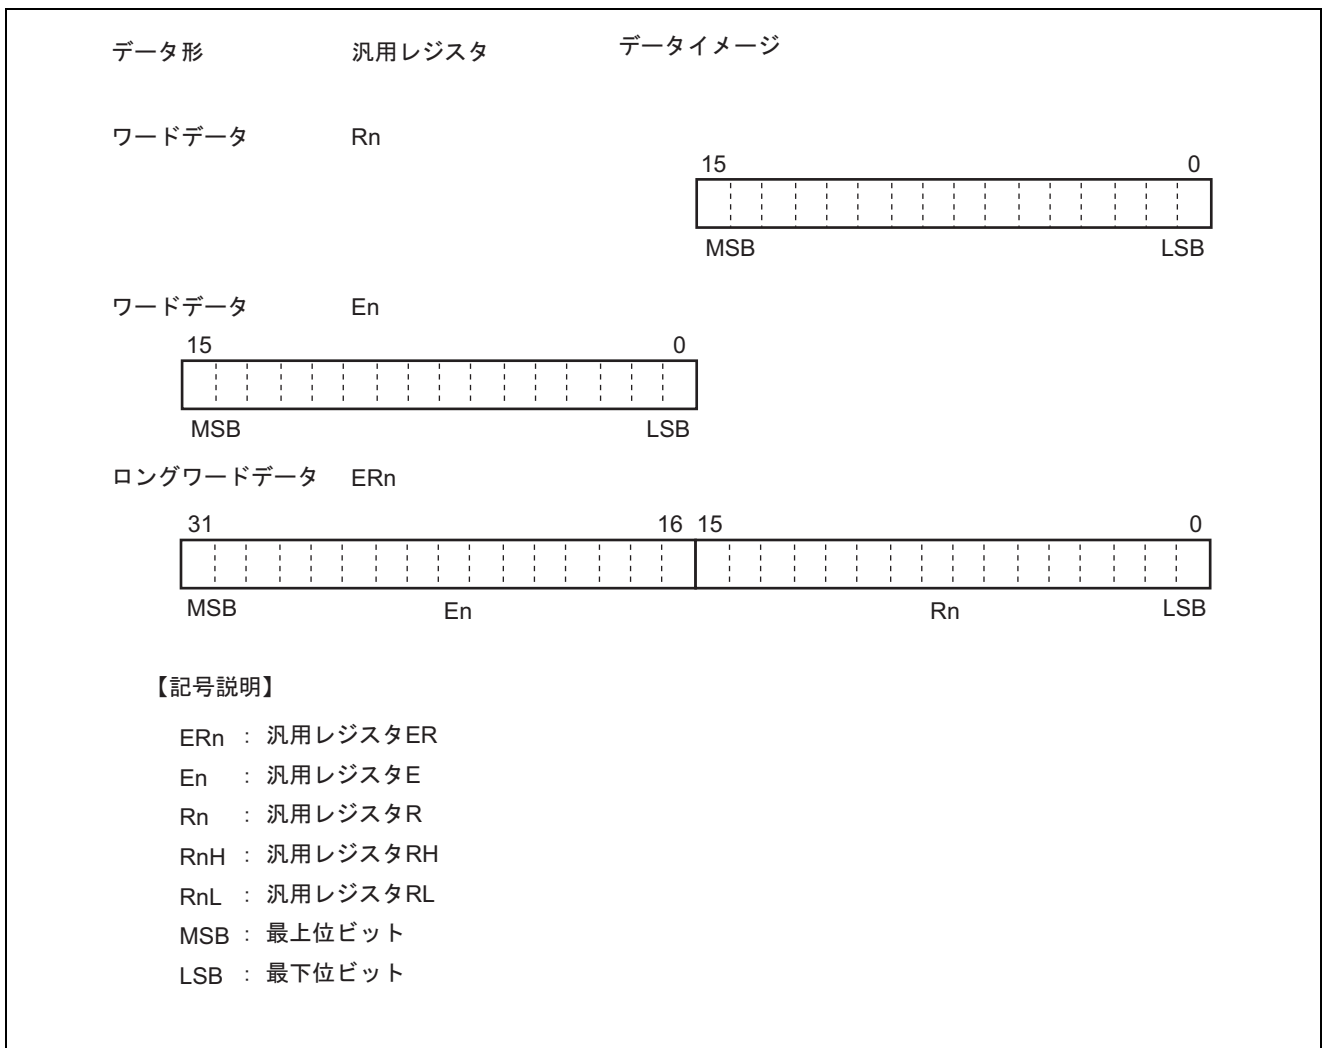 データ形 汎用レジスタ データイメージ
ワードデータ Rn
15 0
MSB LSB
ワードデータ En
15 0
MSB LSB
ロングワードデータ ERn
31 16 15 0
MSB En Rn LSB
【記号説明】
ERn : 汎用レジスタER
En : 汎用レジスタE
Rn : 汎用レジスタR
RnH : 汎用レジスタRH
RnL : 汎用レジスタRL
MSB : 最上位ビット
LSB : 最下位ビット